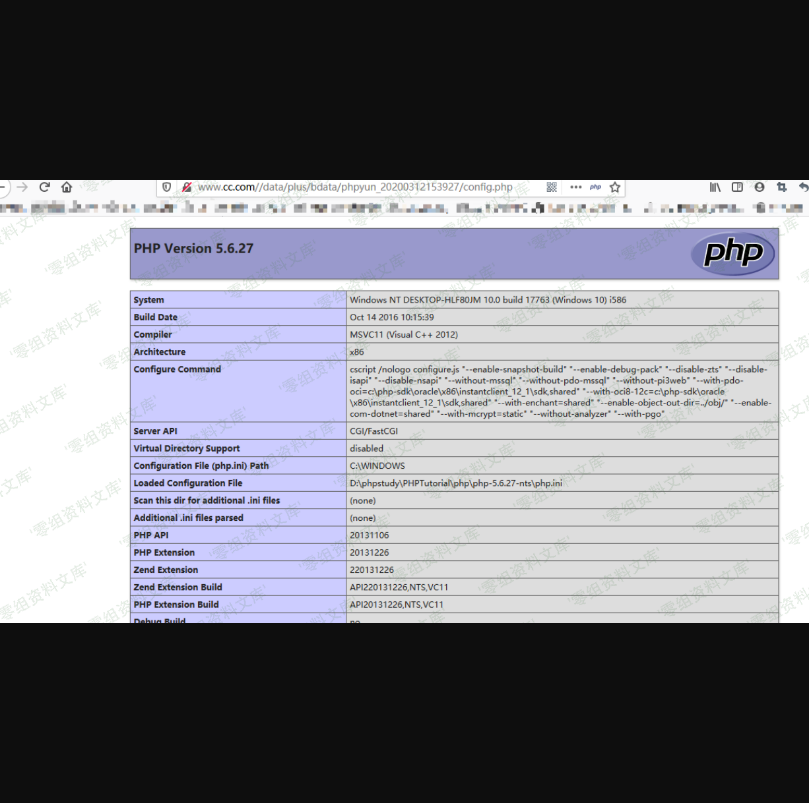 www.cc.com//data/plus/bdata/phpyun_20200312153927/config.php
php
PHP Version 5.6.27
php
System Windows NT DESKTOP-HLF80JM 10.0 build 17763 (Windows 10) i586
Build Date Oct 14 2016 10:15:39
Compiler MSVC11 (Visual C++ 2012)
Architecture x86
Configure Command cscript /nologo configure.js "--enable-snapshot-build" "--enable-debug-pack" "--disable-zts" "--disable-
isapi" "--disable-nsapi" "--without-mssql" "--without-pdo-mssql" "--without-pi3web" "--with-pdo-
oci=c:\php-sdk\oracle\x86\instantclient_12_1\sdk,shared" "--with-oci8-12c=c:\php-sdk\oracle
\x86\instantclient_12_1\sdk,shared" "--with-enchant=shared" "--enable-object-out-dir=../obj/" "--enable-
com-dotnet=shared" "--with-mcrypt=static" "--without-analyzer" "--with-pgo"
Server API CGI/FastCGI
Virtual Directory Support disabled
Configuration File (php.ini) Path C:\WINDOWS
Loaded Configuration File D:\phpstudy\PHPTutorial\php\php-5.6.27-nts\php.ini
Scan this dir for additional .ini files (none)
Additional .ini files parsed (none)
PHP API 20131106
PHP Extension 20131226
Zend Extension 220131226
Zend Extension Build API220131226,NTS,VC11
PHP Extension Build API20131226,NTS,VC11
Debug Build no
零组资料文库